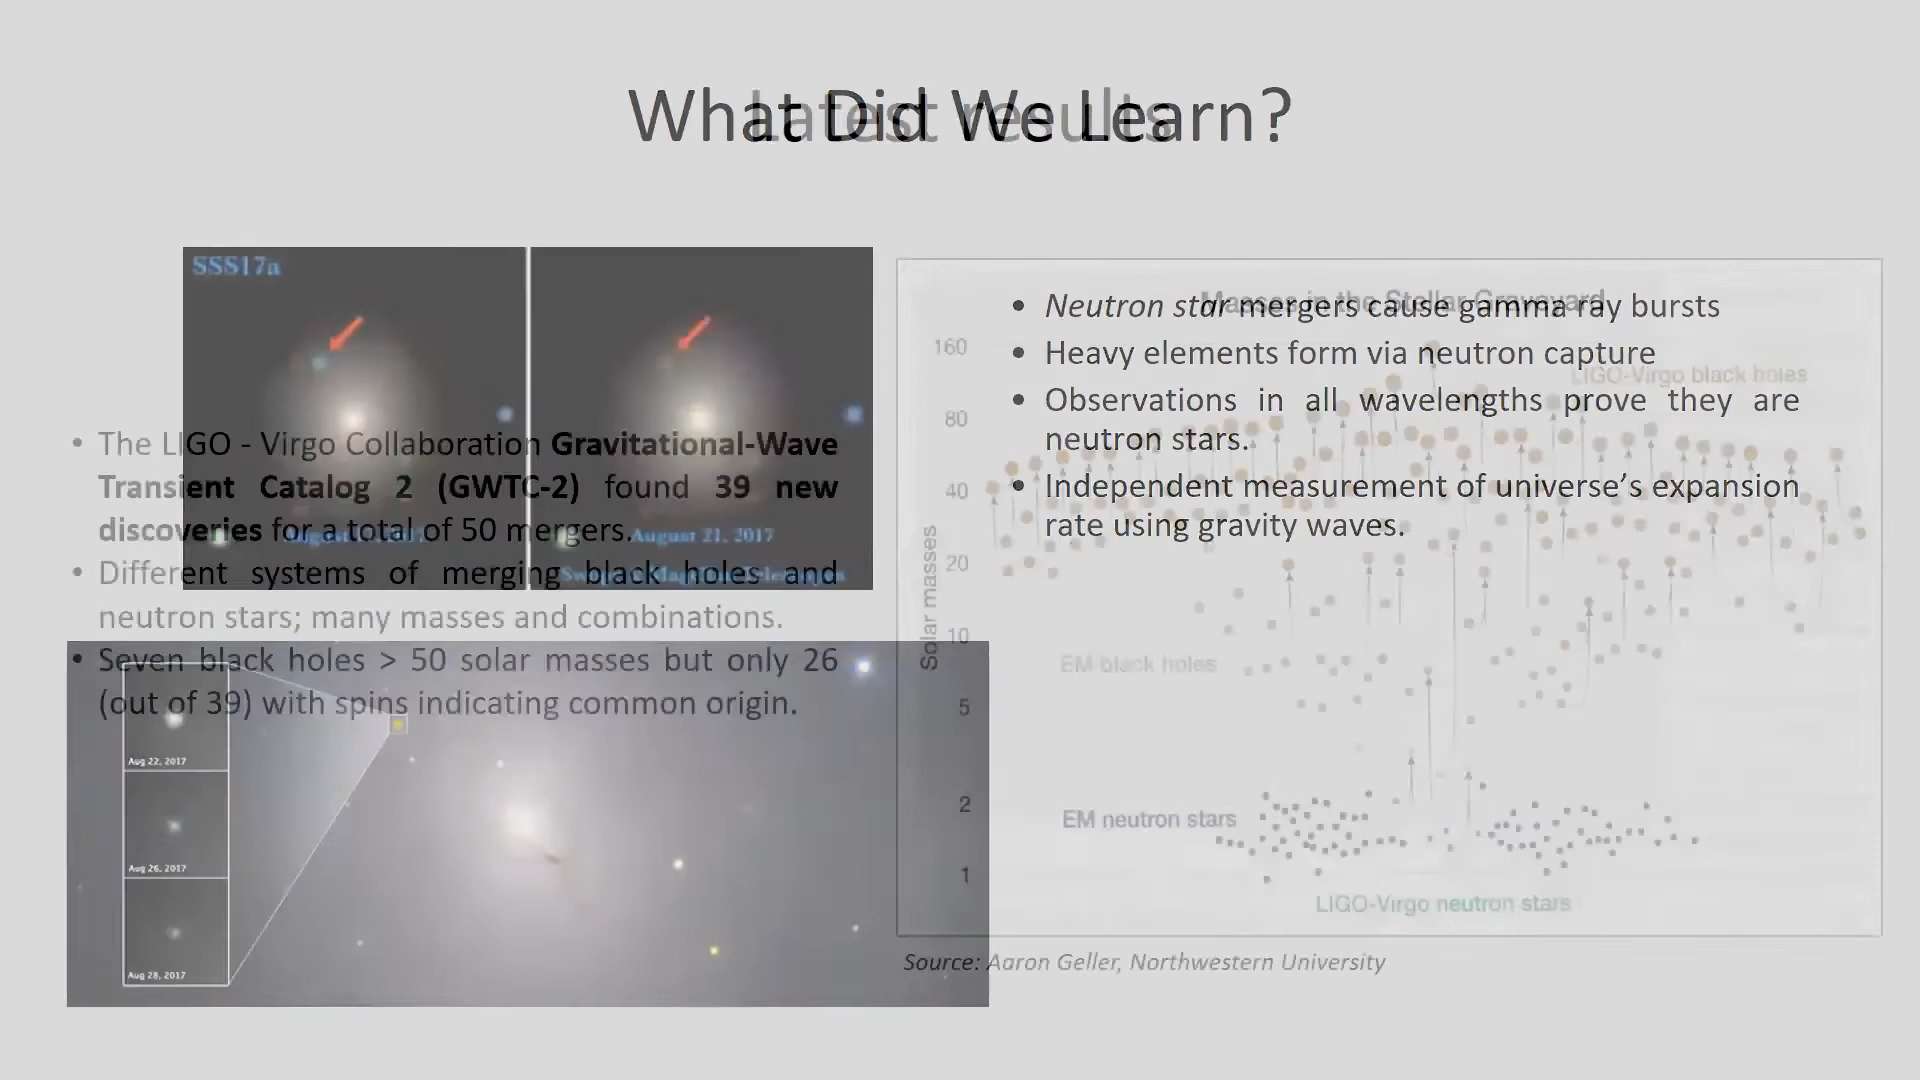 What Did We Learn?
Latest results
SSS17a
August 21, 2017
• The LIGO - Virgo Collaboration Gravitational-Wave
Transient Catalog 2 (GWTC-2) found 39 new
discoveries for a total of 50 mergers.
• Different systems of merging black holes and
neutron stars; many masses and combinations.
• Seven black holes > 50 solar masses but only 26
(out of 39) with spins indicating common origin.
Aug 22, 2017
Aug 26, 2017
Aug 28, 2017
• Neutron star mergers cause gamma ray bursts
• Heavy elements form via neutron capture
• Observations in all wavelengths prove they are
neutron stars.
• Independent measurement of universe’s expansion
rate using gravity waves.
Masses in the Stellar Graveyard
160
80
40
20
10
5
2
1
Solar masses
LIGO-Virgo black holes
EM black holes
EM neutron stars
LIGO-Virgo neutron stars
Source: Aaron Geller, Northwestern University